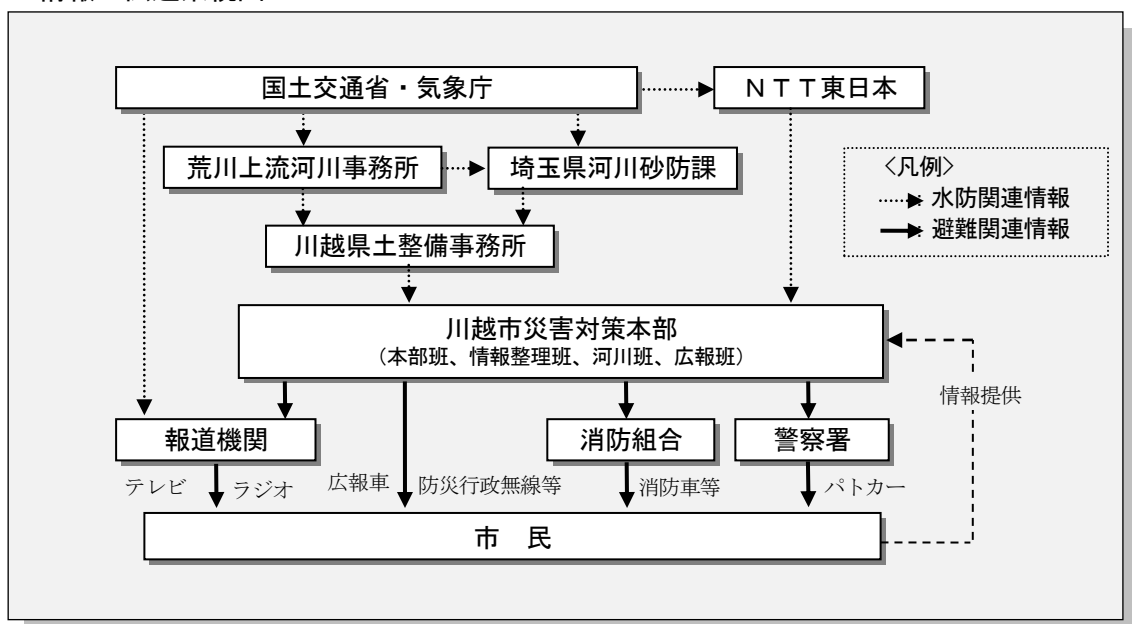 国土交通省・気象庁
ＮＴＴ東日本
荒川上流河川事務所
埼玉県河川砂防課
<凡例>
水防関連情報
避難関連情報
川越県土整備事務所
川越市災害対策本部
（本部班、情報整理班、河川班、広報班）
情報提供
報道機関
消防組合
警察署
テレビ
ラジオ
広報車
防災行政無線等
消防車等
パトカー
市　民